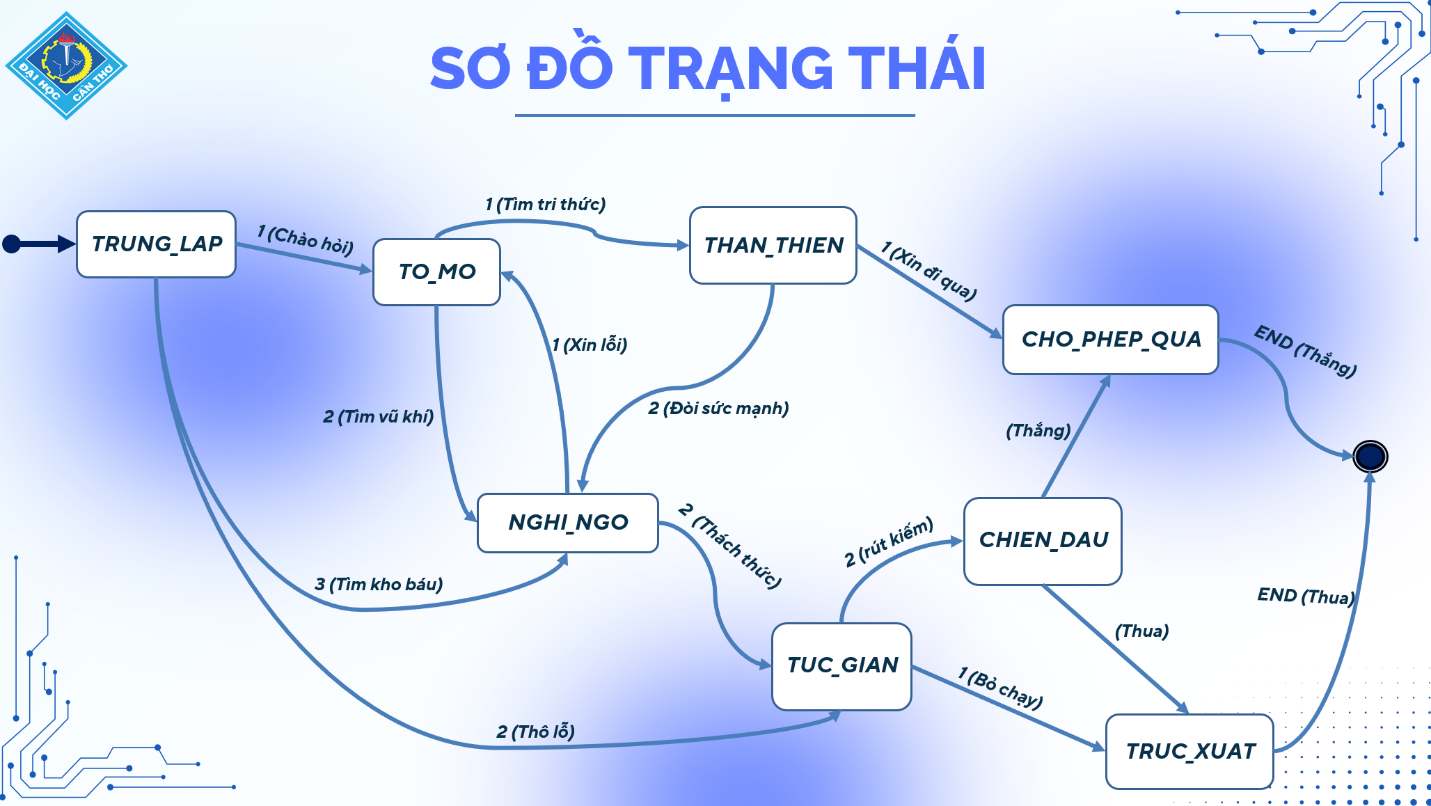 ĐẠI HỌC CẦN THƠ
SƠ ĐỒ TRẠNG THÁI
TRUNG_LAP
1 (Chào hỏi)
TO_MO
1 (Tìm tri thức)
THAN_THIEN
1 (Xin đi qua)
CHO_PHEP_QUA
END (Thắng)
1 (Xin lỗi)
2 (Tìm vũ khí)
2 (Đòi sức mạnh)
(Thắng)
NGHI_NGO
2 (Thách thức)
2 (rút kiếm)
CHIEN_DAU
3 (Tìm kho báu)
END (Thua)
(Thua)
TUC_GIAN
1 (Bỏ chạy)
2 (Thô lỗ)
TRUC_XUAT